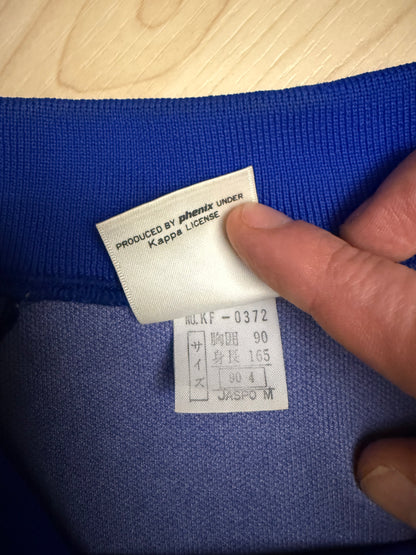 PRODUCED BY phenix UNDER
Kappa LICENSE
NO. KF-0372
サイズ
胸囲 90
身長 165
90-4
JASPO M